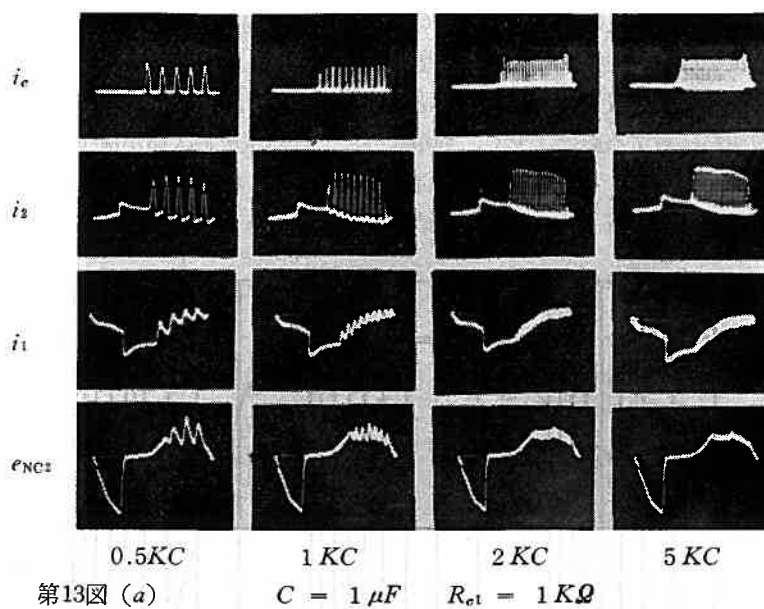 i_c
i_2
i_1
e_NC2
0.5KC 1 KC 2 KC 5 KC
第13図 (a) C = 1 μF R_c1 = 1 KΩ